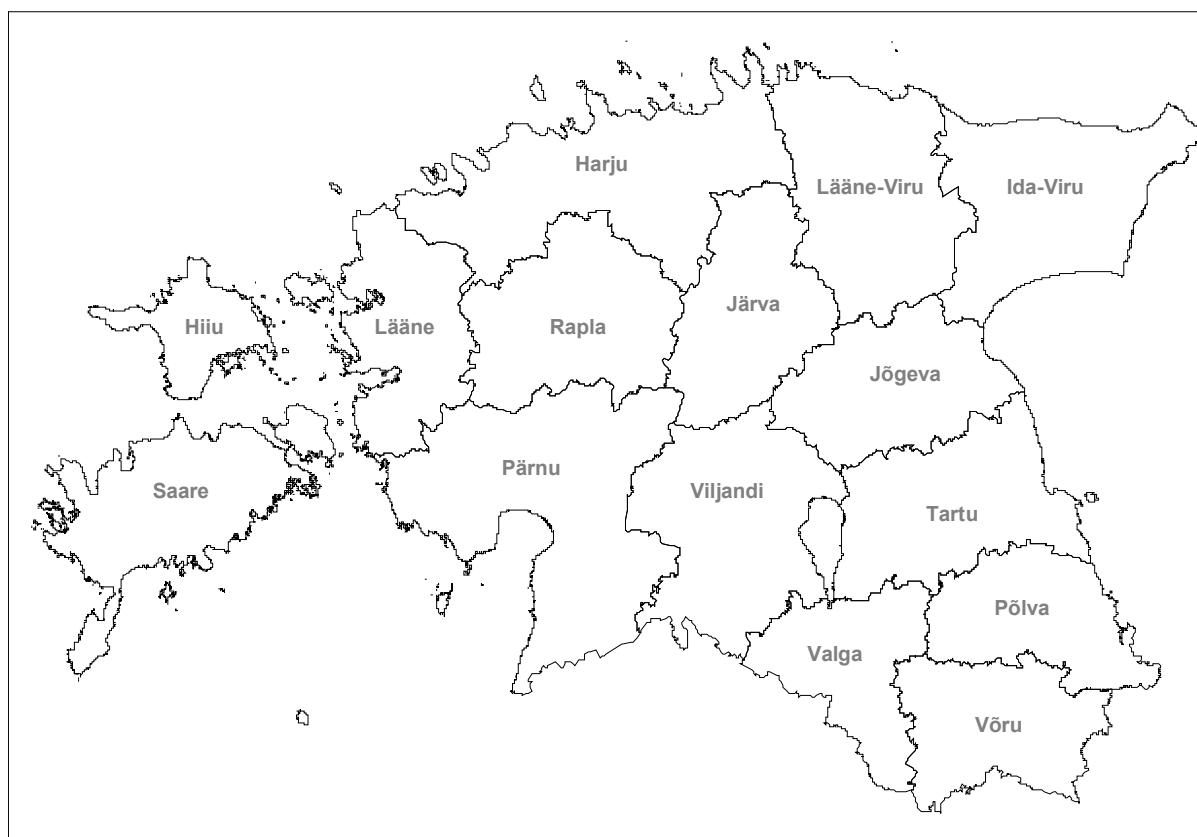 Harju
Lääne-Viru
Ida-Viru
Hiiu
Lääne
Rapla
Järva
Jõgeva
Saare
Pärnu
Viljandi
Tartu
Põlva
Valga
Võru